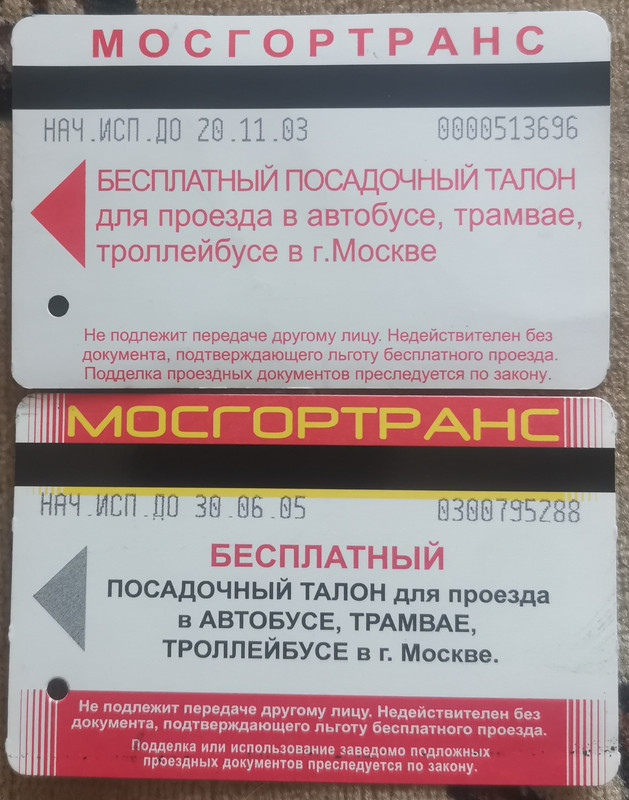 МОСГОРТРАНС
НАЧ.ИСП.ДО 20.11.03 0000513696
БЕСПЛАТНЫЙ ПОСАДОЧНЫЙ ТАЛОН
для проезда в автобусе, трамвае,
троллейбусе в г.Москве
Не подлежит передаче другому лицу. Недействителен без
документа, подтверждающего льготу бесплатного проезда.
Подделка проездных документов преследуется по закону.
МОСГОРТРАНС
НАЧ.ИСП.ДО 30.06.05 0300795288
БЕСПЛАТНЫЙ
ПОСАДОЧНЫЙ ТАЛОН для проезда
в АВТОБУСЕ, ТРАМВАЕ,
ТРОЛЛЕЙБУСЕ в г. Москве.
Не подлежит передаче другому лицу. Недействителен без
документа, подтверждающего льготу бесплатного проезда.
Подделка или использование заведомо подложных
проездных документов преследуется по закону.